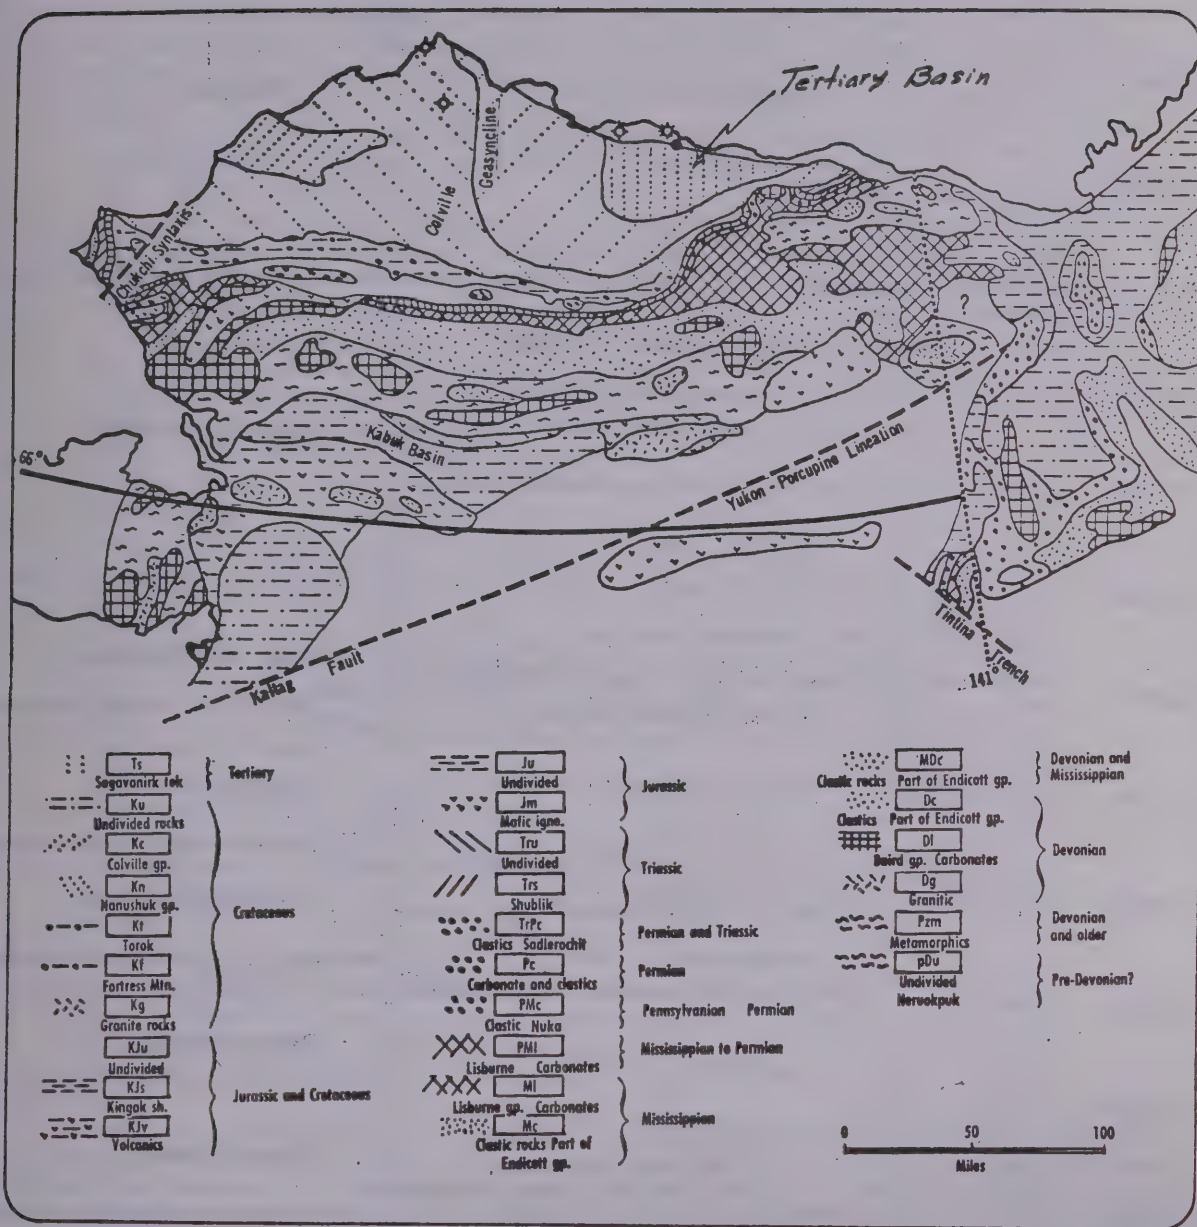 Tertiary Basin
Geasyncline
Colville
Chukchi Syntaxis
?
Kabuk Basin
66°
Yukon - Porcupine Lineation
Kaltag Fault
Tintina Trench
141°
Ts
Sagavanirk tok
Tertiary
Ku
Undivided rocks
Kc
Colville gp.
Kn
Nanushuk gp.
Kt
Torok
Kf
Fortress Mtn.
Kg
Granite rocks
Cretaceous
KJu
Undivided
KJs
Kingak sh.
KJv
Volcanics
Jurassic and Cretaceous
Ju
Undivided
Jm
Mafic igne.
Jurassic
Tru
Undivided
Trs
Shublik
Triassic
TrPc
Clastics Sadlerochit
Permian and Triassic
Pc
Carbonate and clastics
Permian
PMc
Clastic Nuka
Pennsylvanian Permian
PMl
Lisburne Carbonates
Mississippian to Permian
Ml
Lisburne gp. Carbonates
Mc
Clastic rocks Part of
Endicott gp.
Mississippian
MDc
Clastic rocks Part of Endicott gp.
Devonian and
Mississippian
Dc
Clastics Part of Endicott gp.
Dl
Baird gp. Carbonates
Dg
Granitic
Devonian
Pzm
Metamorphics
Devonian
and older
pDu
Undivided
Neruokpuk
Pre-Devonian?
0 50 100
Miles